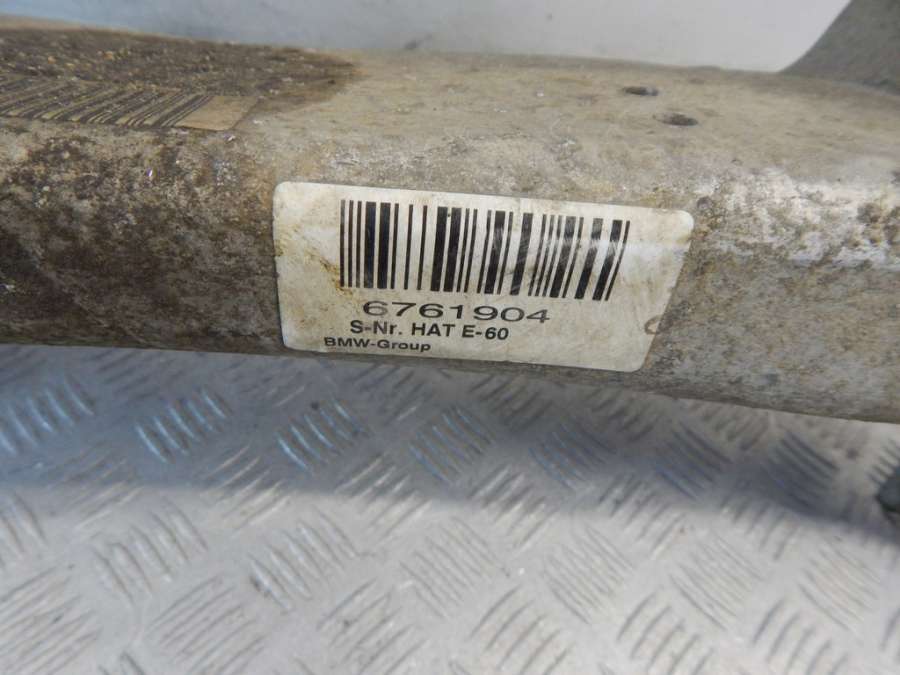 6761904
S-Nr. HAT E-60
BMW-Group